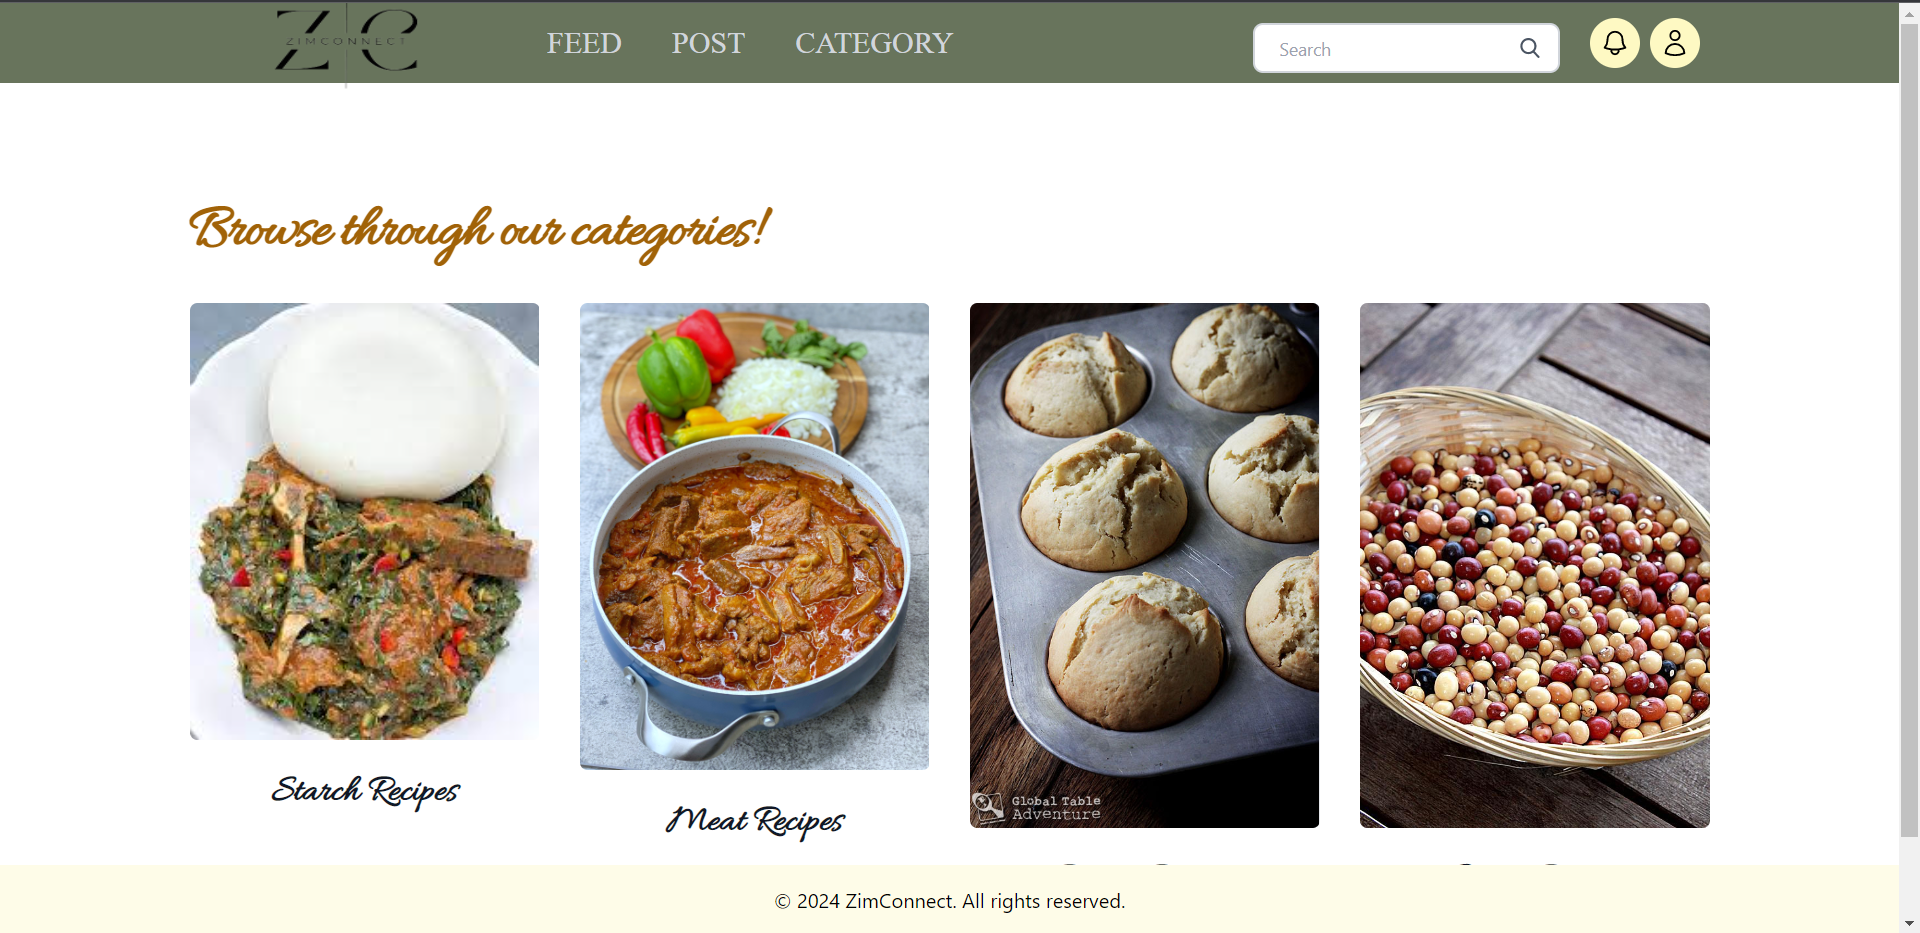 ZC
ZIMCONNECT
FEED
POST
CATEGORY
Search
Browse through our categories!
Global Table
Adventure
Starch Recipes
Meat Recipes
© 2024 ZimConnect. All rights reserved.